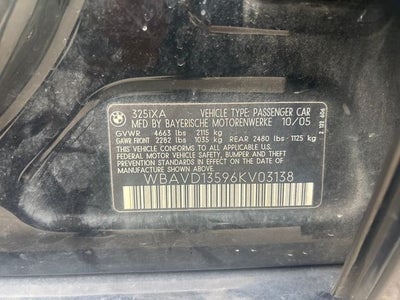 325IXA VEHICLE TYPE: PASSENGER CAR
MFD BY BAYERISCHE MOTORENWERKE 10/05
GVWR 4663 lbs 2115 kg
GAWR FRONT 2282 lbs 1035 kg REAR 2480 lbs - 1125 kg
THIS VEHICLE CONFORMS TO ALL APPLICABLE FEDERAL
MOTOR VEHICLE SAFETY, BUMPER, AND THEFT PREVENTION
STANDARDS IN EFFECT ON THE DATE OF
MANUFACTURE SHOWN ABOVE.
WBAVD13596KV03138